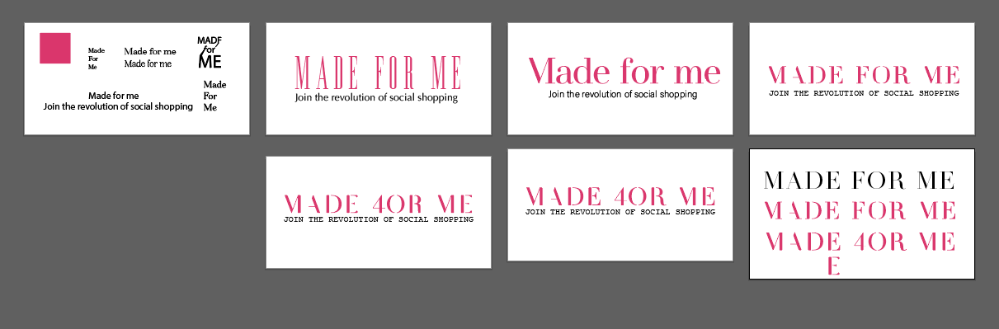 Made
For
Me
Made for me
Made for me
MADF
for
ME
Made
For
Me
Made for me
Join the revolution of social shopping
MADE FOR ME
Join the revolution of social shopping
Made for me
Join the revolution of social shopping
MADE FOR ME
JOIN THE REVOLUTION OF SOCIAL SHOPPING
MADE 4OR ME
JOIN THE REVOLUTION OF SOCIAL SHOPPING
MADE 4OR ME
JOIN THE REVOLUTION OF SOCIAL SHOPPING
MADE FOR ME
MADE FOR ME
MADE 4OR ME
E